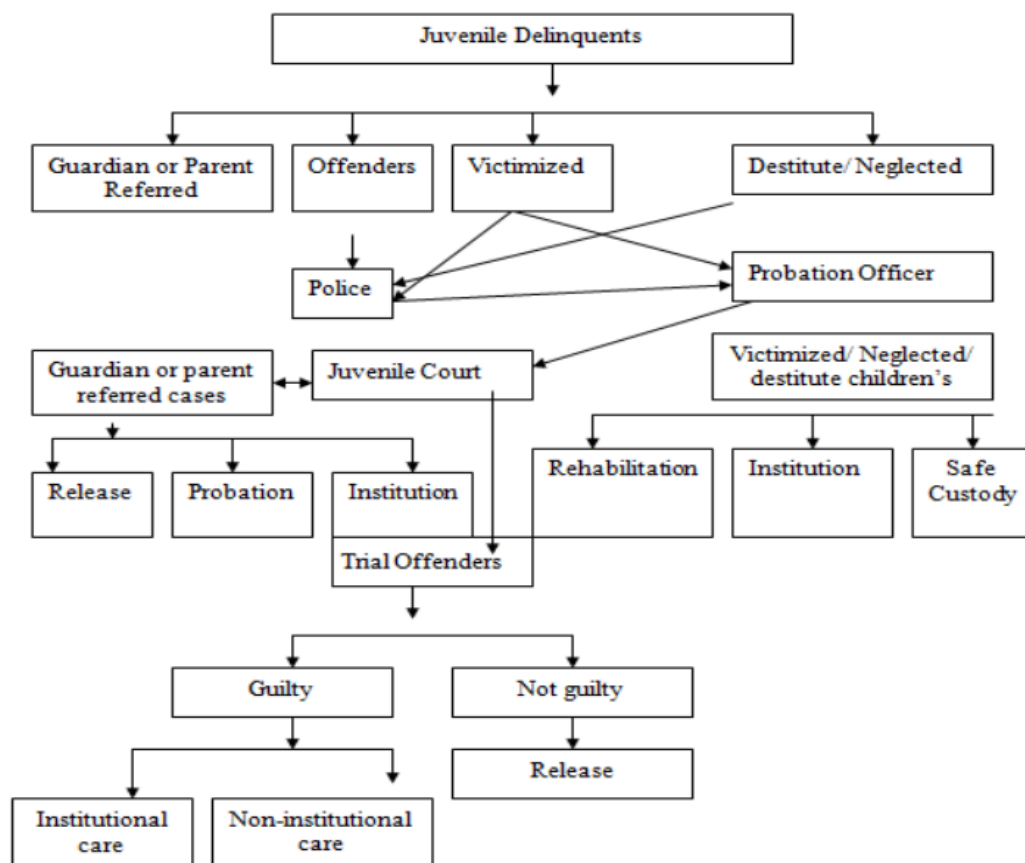 Juvenile Delinquents
Guardian or Parent
Referred
Offenders
Victimized
Destitute/ Neglected
Police
Probation Officer
Guardian or parent
referred cases
Juvenile Court
Victimized/ Neglected/
destitute children's
Release
Probation
Institution
Rehabilitation
Institution
Safe
Custody
Trial Offenders
Guilty
Not guilty
Release
Institutional
care
Non-institutional
care